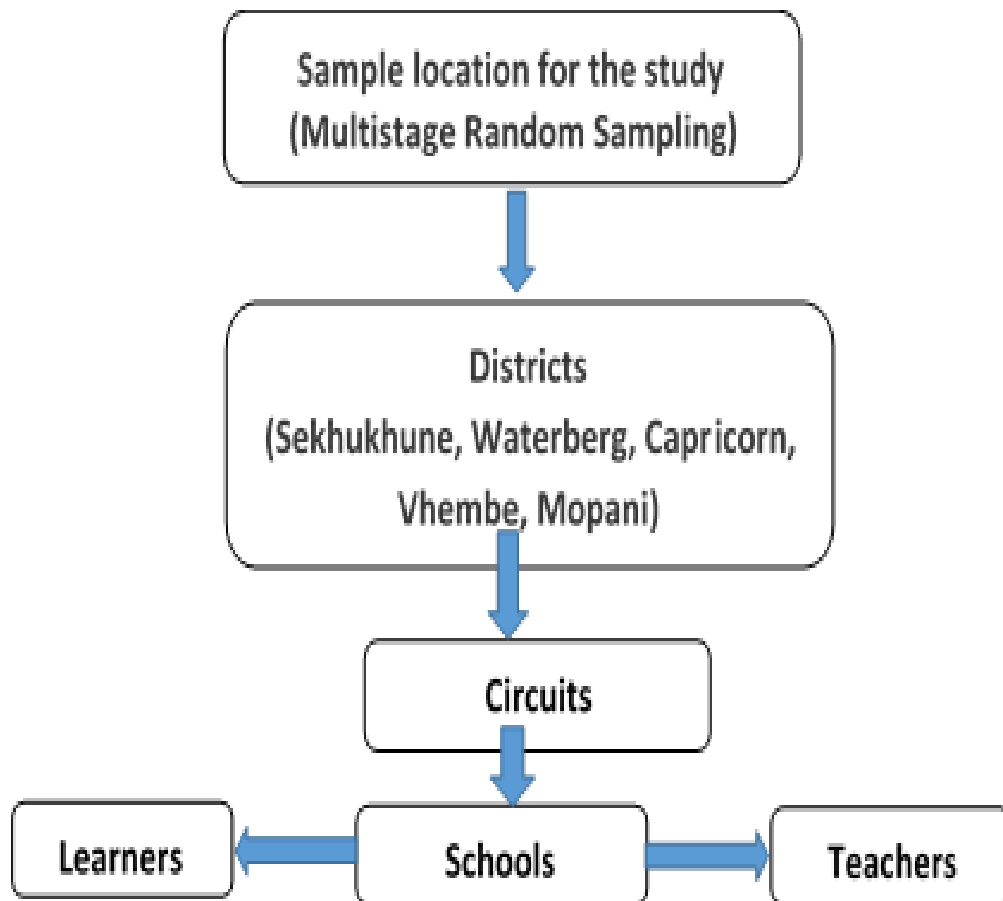 Sample location for the study
(Multistage Random Sampling)
Districts
(Sekhukhune, Waterberg, Capricorn,
Vhembe, Mopani)
Circuits
Learners
Schools
Teachers